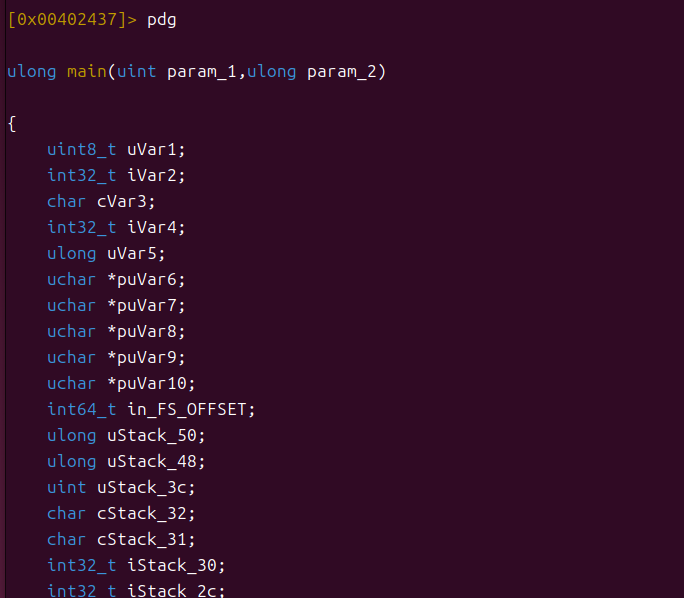 [0x00402437]> pdg
ulong main(uint param_1,ulong param_2)
{
uint8_t uVar1;
int32_t iVar2;
char cVar3;
int32_t iVar4;
ulong uVar5;
uchar *puVar6;
uchar *puVar7;
uchar *puVar8;
uchar *puVar9;
uchar *puVar10;
int64_t in_FS_OFFSET;
ulong uStack_50;
ulong uStack_48;
uint uStack_3c;
char cStack_32;
char cStack_31;
int32_t iStack_30;
int32_t iStack_2c;